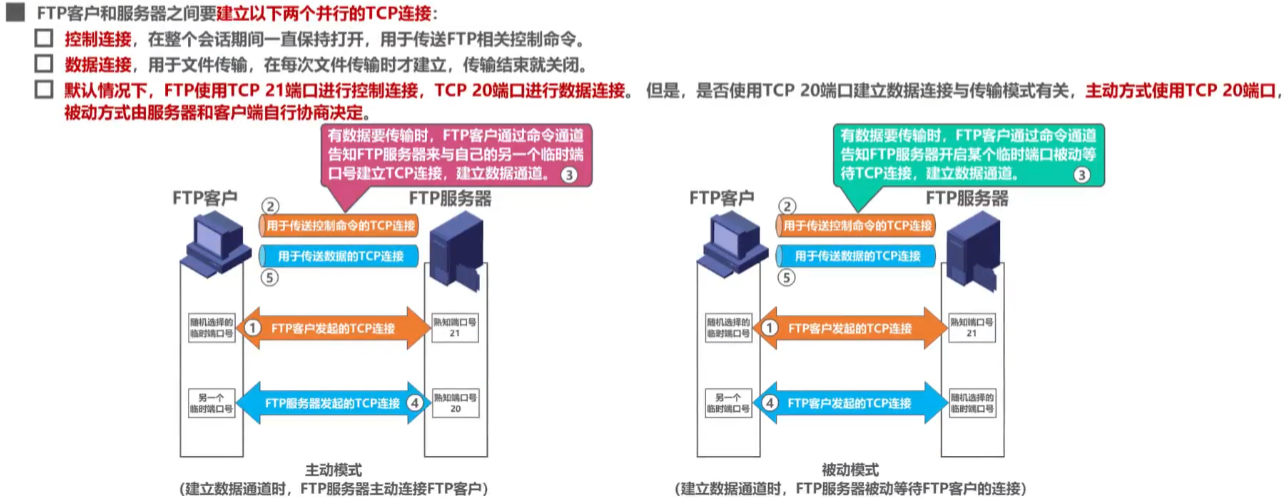 FTP客户和服务器之间要建立以下两个并行的TCP连接：
控制连接，在整个会话期间一直保持打开，用于传送FTP相关控制命令。
数据连接，用于文件传输，在每次文件传输时才建立，传输结束就关闭。
默认情况下，FTP使用TCP 21端口进行控制连接，TCP 20端口进行数据连接。 但是，是否使用TCP 20端口建立数据连接与传输模式有关，主动方式使用TCP 20端口，
被动方式由服务器和客户端自行协商决定。
有数据要传输时，FTP客户通过命令通道
告知FTP服务器来与自己的另一个临时端
口号建立TCP连接，建立数据通道。 ③
FTP客户
FTP服务器
②
用于传送控制命令的TCP连接
用于传送数据的TCP连接
⑤
随机选择的
临时端口号
① FTP客户发起的TCP连接
熟知端口号
21
另一个
临时端口号
FTP服务器发起的TCP连接 ④
熟知端口号
20
主动模式
（建立数据通道时，FTP服务器主动连接FTP客户）
有数据要传输时，FTP客户通过命令通道
告知FTP服务器开启某个临时端口被动等
待TCP连接，建立数据通道。 ③
FTP客户
FTP服务器
②
用于传送控制命令的TCP连接
用于传送数据的TCP连接
⑤
随机选择的
临时端口号
① FTP客户发起的TCP连接
熟知端口号
21
另一个
临时端口号
④ FTP客户发起的TCP连接
随机选择的
临时端口号
被动模式
（建立数据通道时，FTP服务器被动等待FTP客户的连接）